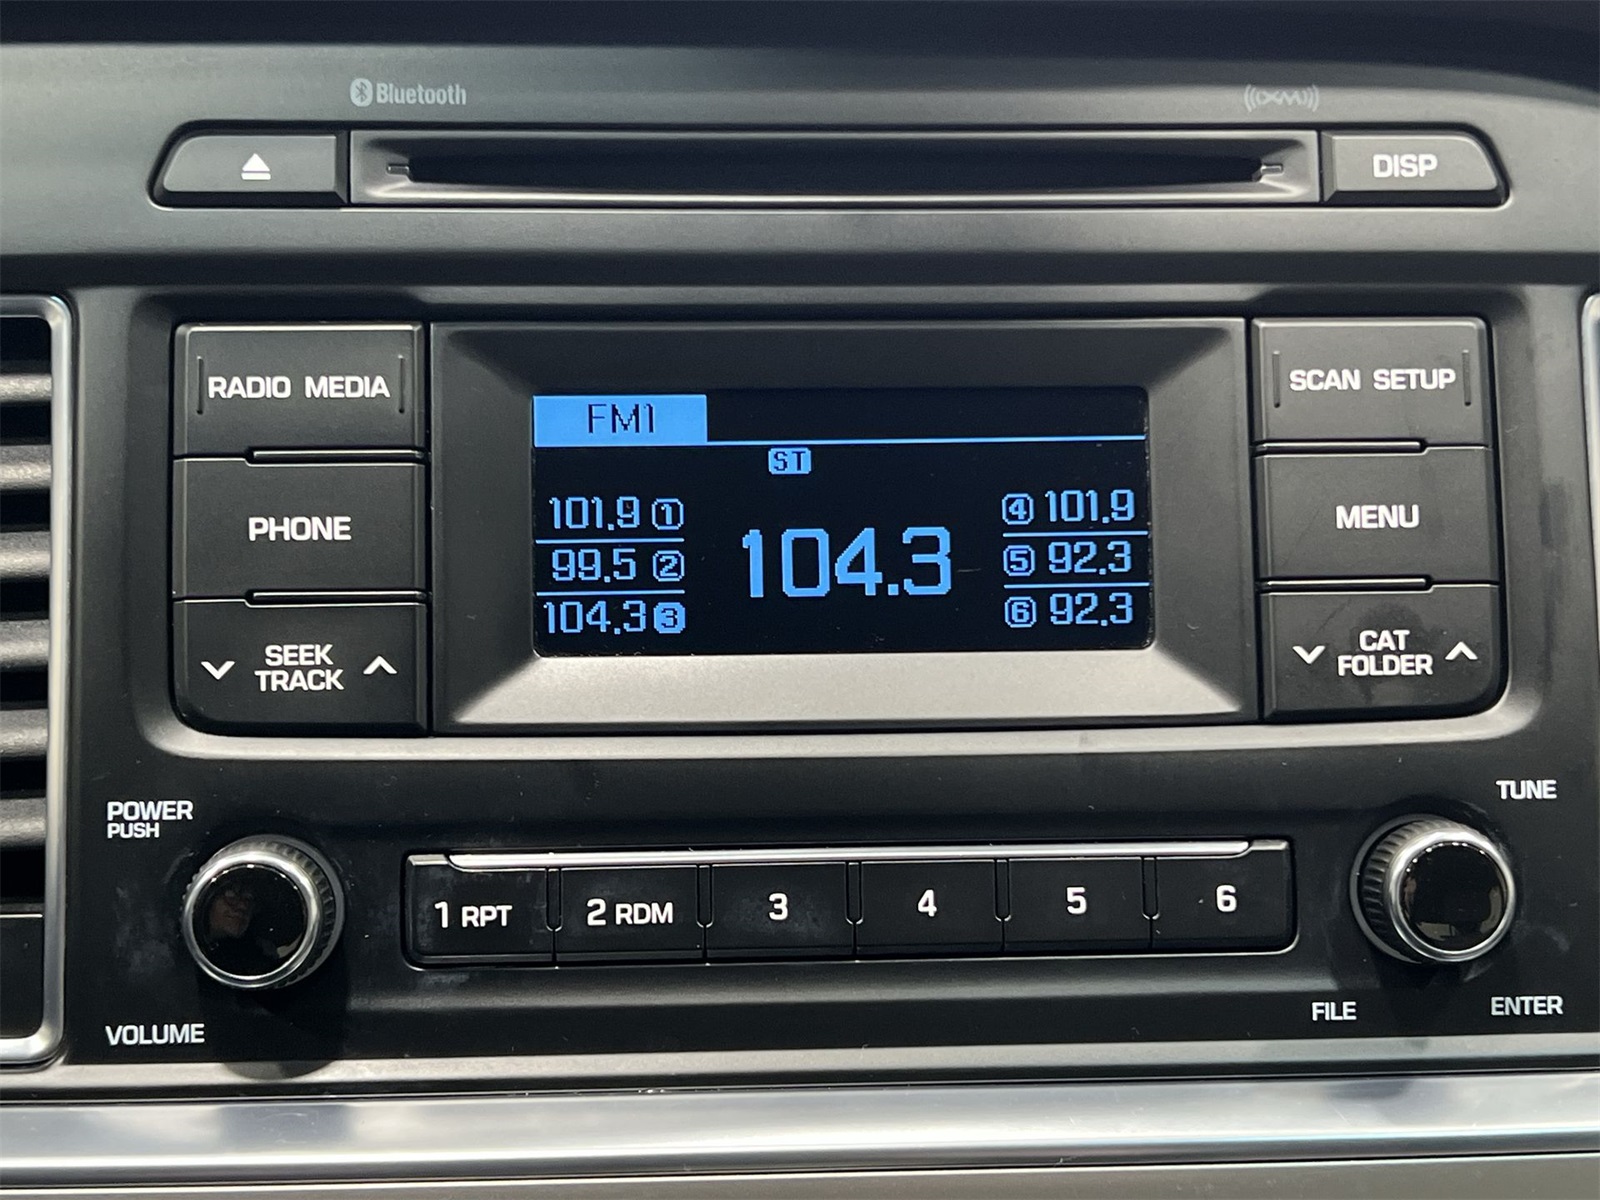 Bluetooth
((XM))
DISP
RADIO MEDIA
SCAN SETUP
PHONE
MENU
SEEK
TRACK
CAT
FOLDER
FM1
ST
101.9 1
99.5 2
104.3 3
104.3
4 101.9
5 92.3
6 92.3
POWER
PUSH
VOLUME
1 RPT
2 RDM
3
4
5
6
TUNE
FILE
ENTER